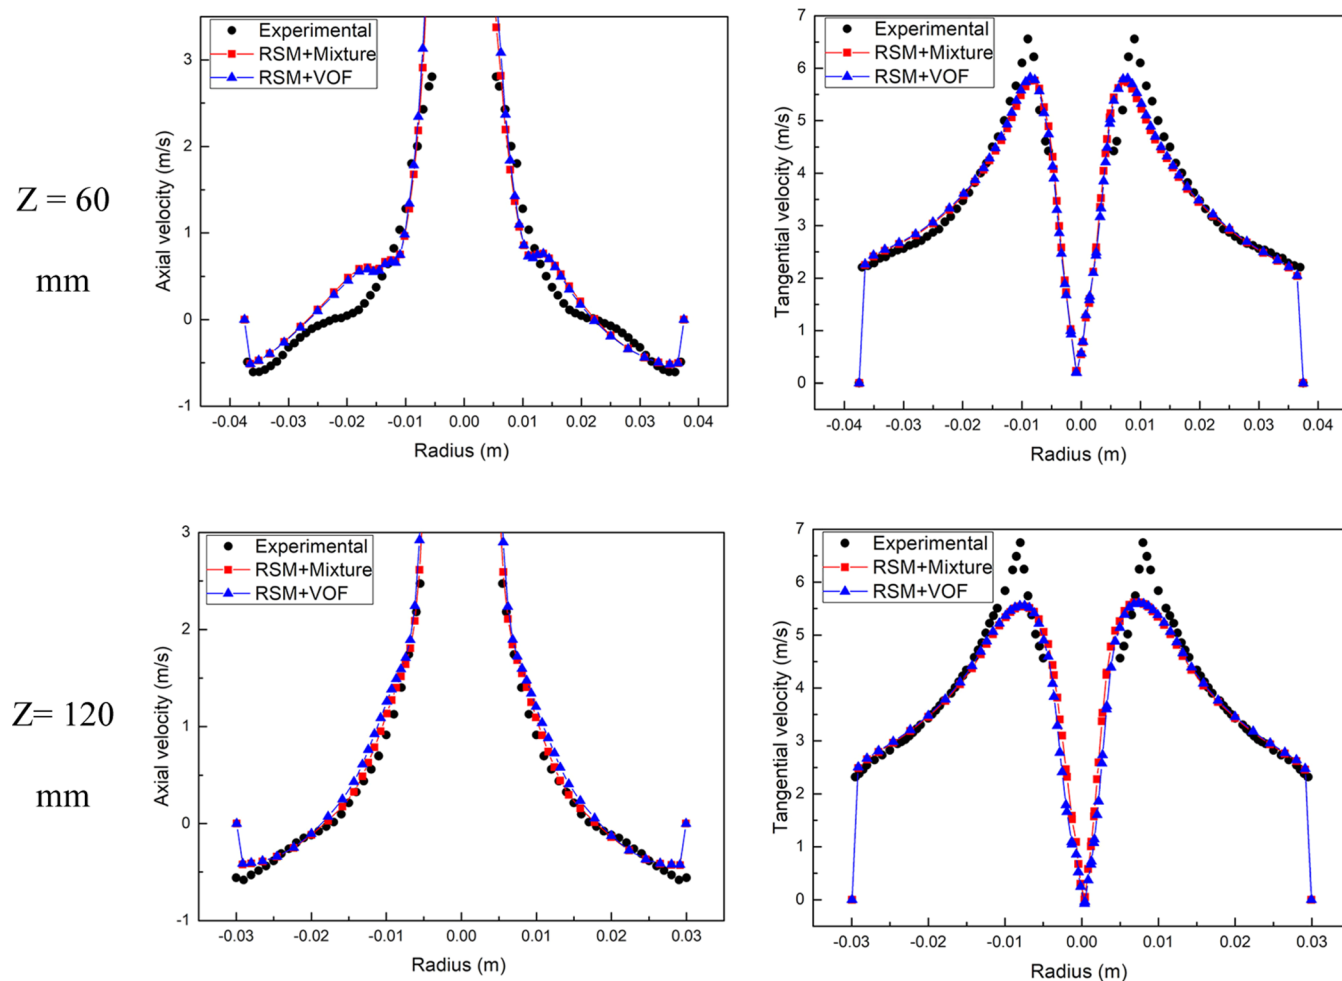 Z = 60
mm
Experimental
RSM+Mixture
RSM+VOF
Axial velocity (m/s)
3
2
1
0
-1
-0.04 -0.03 -0.02 -0.01 0.00 0.01 0.02 0.03 0.04
Radius (m)
Experimental
RSM+Mixture
RSM+VOF
Tangential velocity (m/s)
7
6
5
4
3
2
1
0
-0.04 -0.03 -0.02 -0.01 0.00 0.01 0.02 0.03 0.04
Radius (m)
Z= 120
mm
Experimental
RSM+Mixture
RSM+VOF
Axial velocity (m/s)
3
2
1
0
-1
-0.03 -0.02 -0.01 0.00 0.01 0.02 0.03
Radius (m)
Experimental
RSM+Mixture
RSM+VOF
Tangential velocity (m/s)
7
6
5
4
3
2
1
0
-0.03 -0.02 -0.01 0.00 0.01 0.02 0.03
Radius (m)